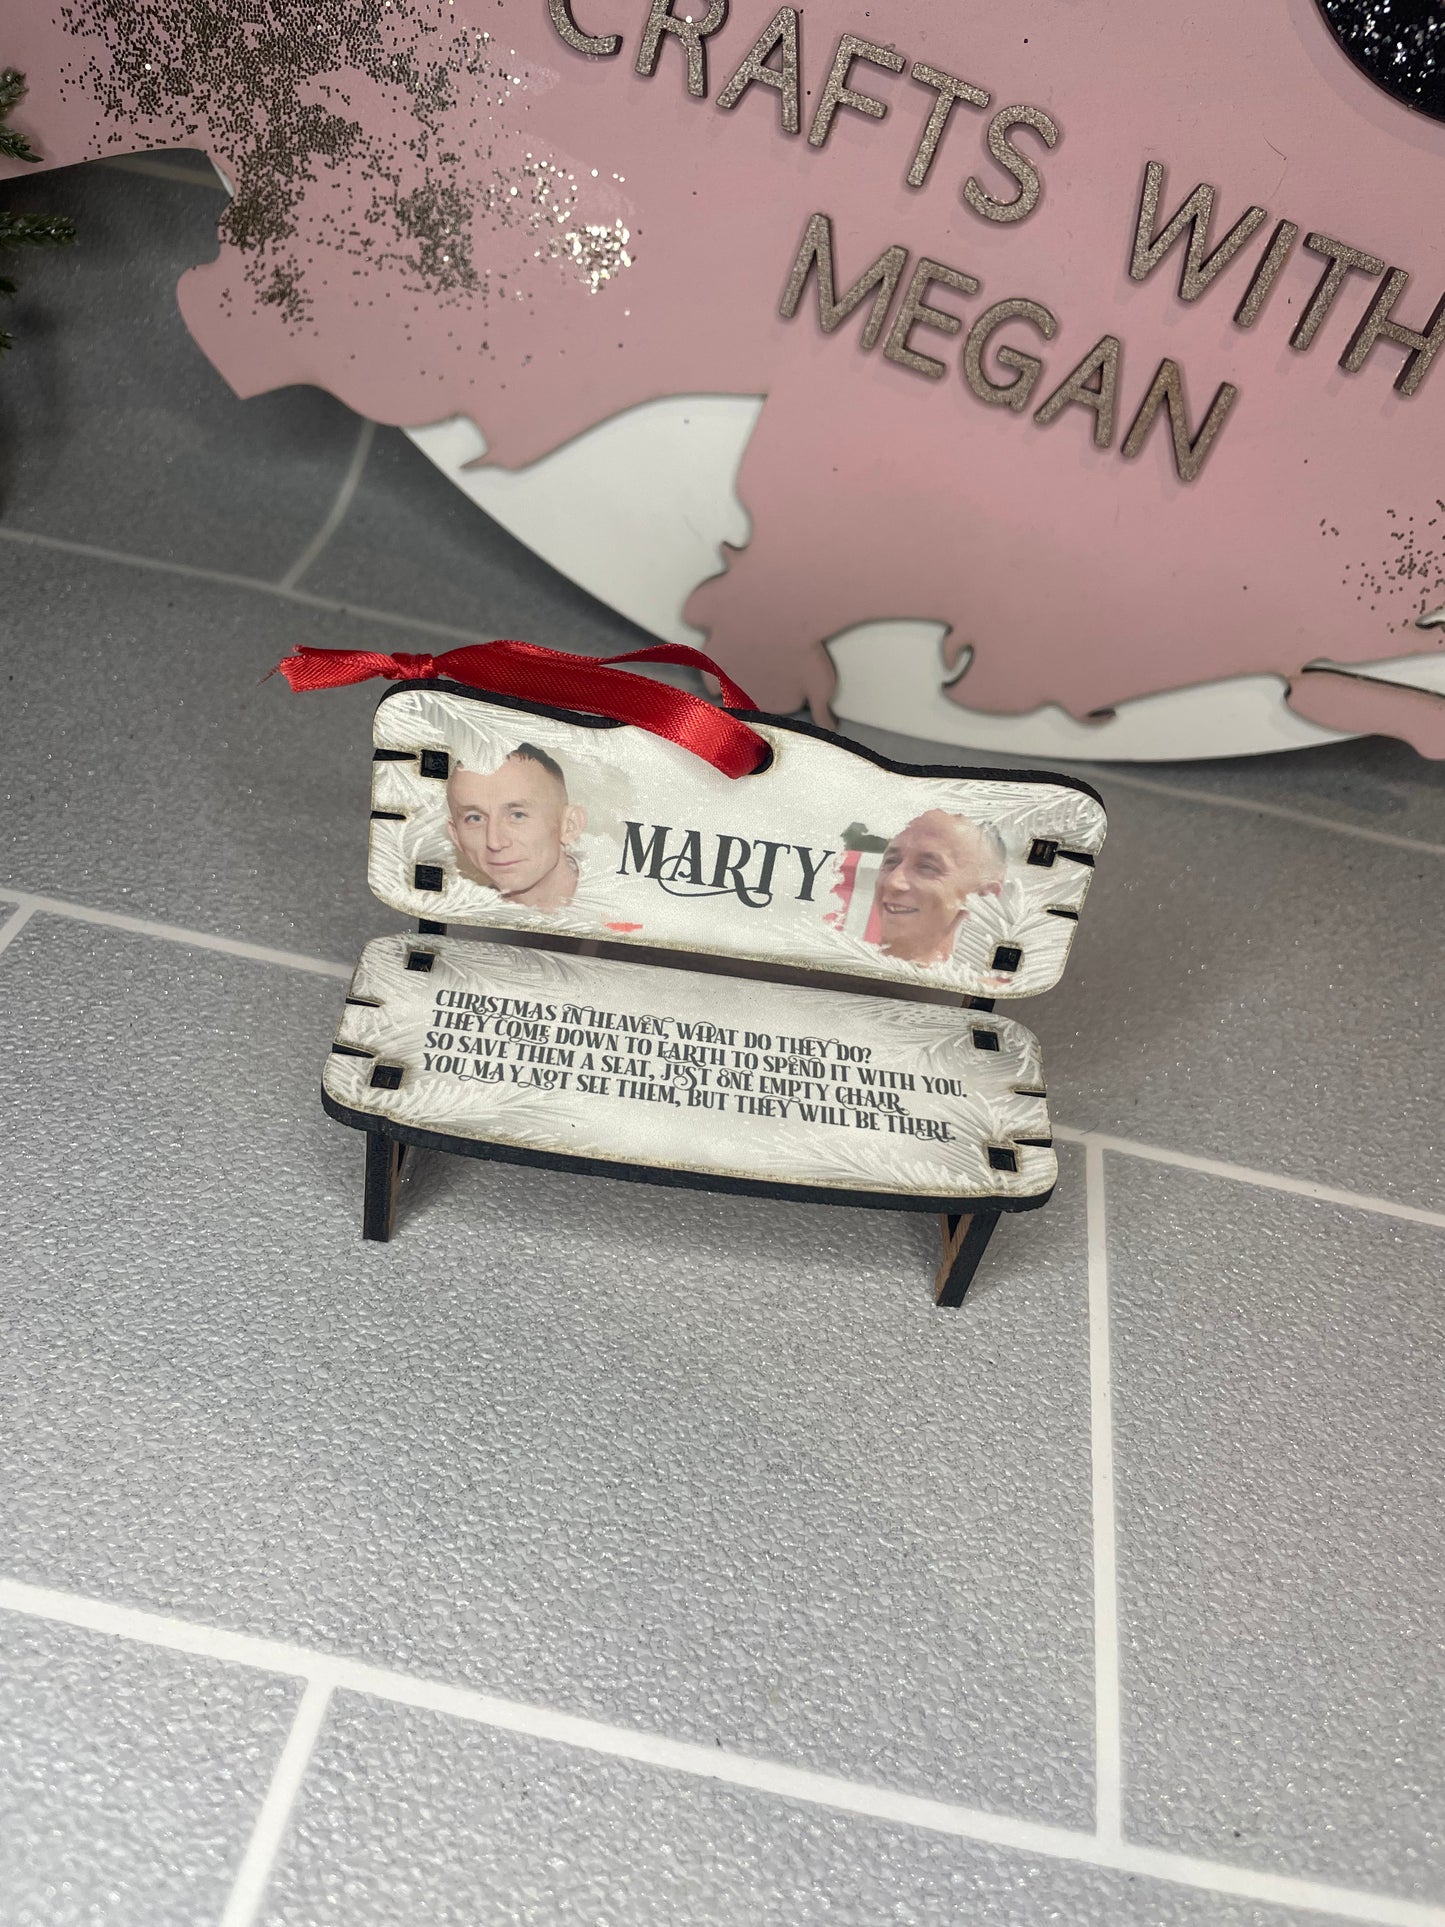 CRAFTS WITH
MEGAN
MARTY
CHRISTMAS IN HEAVEN, WHAT DO THEY DO?
THEY COME DOWN TO EARTH TO SPEND IT WITH YOU.
SO SAVE THEM A SEAT, JUST ONE EMPTY CHAIR
YOU MAY NOT SEE THEM, BUT THEY WILL BE THERE.